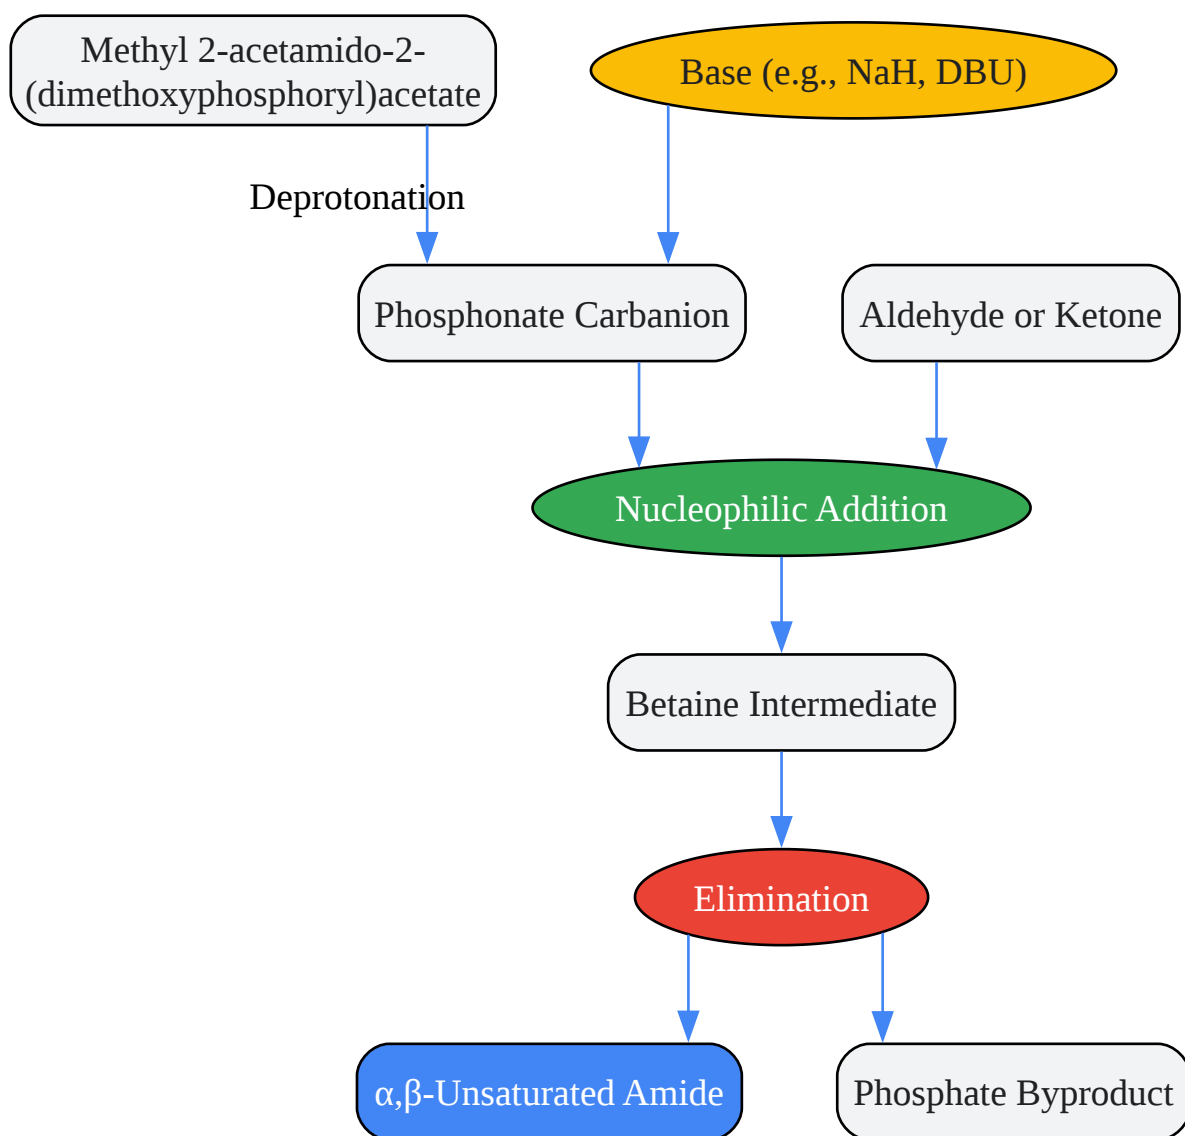 Methyl 2-acetamido-2-
(dimethoxyphosphoryl)acetate
Base (e.g., NaH, DBU)
Deprotonation
Phosphonate Carbanion
Aldehyde or Ketone
Nucleophilic Addition
Betaine Intermediate
Elimination
α,β-Unsaturated Amide
Phosphate Byproduct